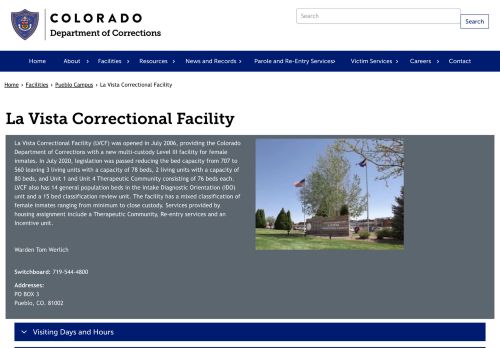 COLORADO
Department of Corrections
Search
Search
Home About Facilities Resources News and Records Parole and Re-Entry Services Victim Services Careers Contact
Home › Facilities › Pueblo Campus › La Vista Correctional Facility
La Vista Correctional Facility
La Vista Correctional Facility (LVCF) was opened in July 2006, providing the Colorado
Department of Corrections with a new multi-custody Level III facility for female
inmates. In July 2020, legislation was passed reducing the bed capacity from 707 to
560 leaving 3 living units with a capacity of 78 beds, 2 living units with a capacity of
80 beds, and Unit 1 and Unit 4 Therapeutic Community consisting of 76 beds each.
LVCF also has 14 general population beds in the Intake Diagnostic Orientation (IDO)
unit and a 15 bed classification review unit. The facility has a mixed classification of
female inmates ranging from minimum to close custody. Services provided by
housing assignment include a Therapeutic Community, Re-entry services and an
Incentive unit.
Warden Tom Werlich
Switchboard: 719-544-4800
Addresses:
PO BOX 3
Pueblo, CO. 81002
Visiting Days and Hours